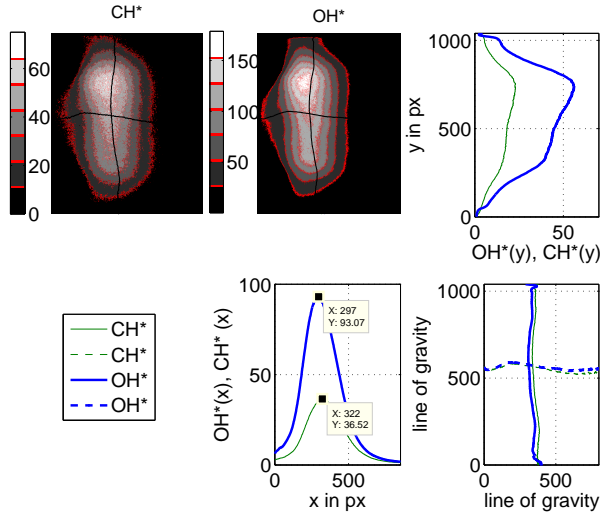 CH*
OH*
60
40
20
0
150
100
50
1040
500
0
y in px
0
50
OH*(y), CH*(y)
CH*
CH*
OH*
OH*
100
50
0
OH*(x), CH* (x)
X: 297
Y: 93.07
X: 322
Y: 36.52
0
500
x in px
1040
500
0
line of gravity
0
500
line of gravity